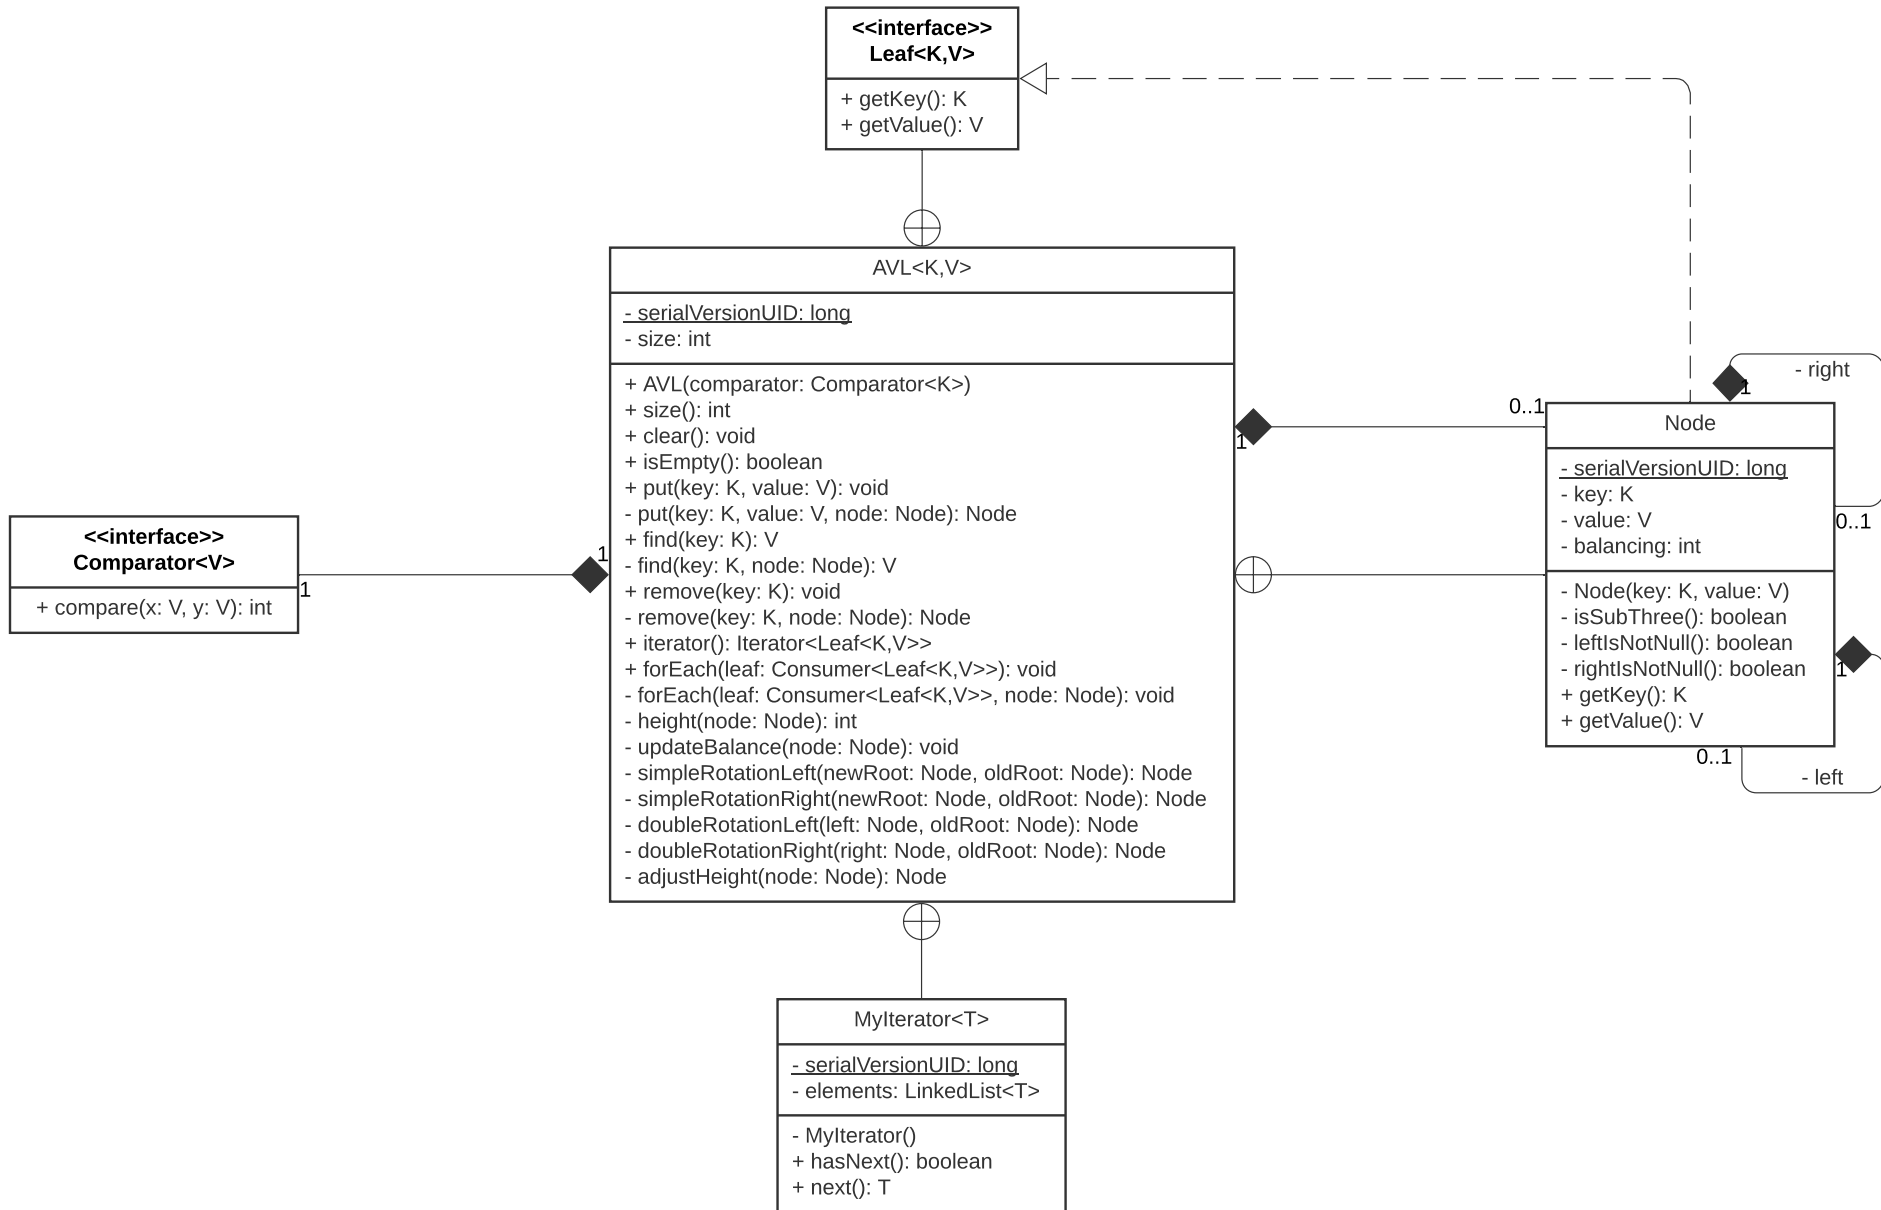 <<interface>>
Leaf<K,V>
+ getKey(): K
+ getValue(): V
AVL<K,V>
- serialVersionUID: long
- size: int
+ AVL(comparator: Comparator<K>)
+ size(): int
+ clear(): void
+ isEmpty(): boolean
+ put(key: K, value: V): void
- put(key: K, value: V, node: Node): Node
+ find(key: K): V
- find(key: K, node: Node): V
+ remove(key: K): void
- remove(key: K, node: Node): Node
+ iterator(): Iterator<Leaf<K,V>>
+ forEach(leaf: Consumer<Leaf<K,V>>): void
- forEach(leaf: Consumer<Leaf<K,V>>, node: Node): void
- height(node: Node): int
- updateBalance(node: Node): void
- simpleRotationLeft(newRoot: Node, oldRoot: Node): Node
- simpleRotationRight(newRoot: Node, oldRoot: Node): Node
- doubleRotationLeft(left: Node, oldRoot: Node): Node
- doubleRotationRight(right: Node, oldRoot: Node): Node
- adjustHeight(node: Node): Node
<<interface>>
Comparator<V>
+ compare(x: V, y: V): int
1
1
1
0..1
- right
1
0..1
Node
- serialVersionUID: long
- key: K
- value: V
- balancing: int
- Node(key: K, value: V)
- isSubThree(): boolean
- leftIsNotNull(): boolean
- rightIsNotNull(): boolean
+ getKey(): K
+ getValue(): V
1
0..1
- left
MyIterator<T>
- serialVersionUID: long
- elements: LinkedList<T>
- MyIterator()
+ hasNext(): boolean
+ next(): T